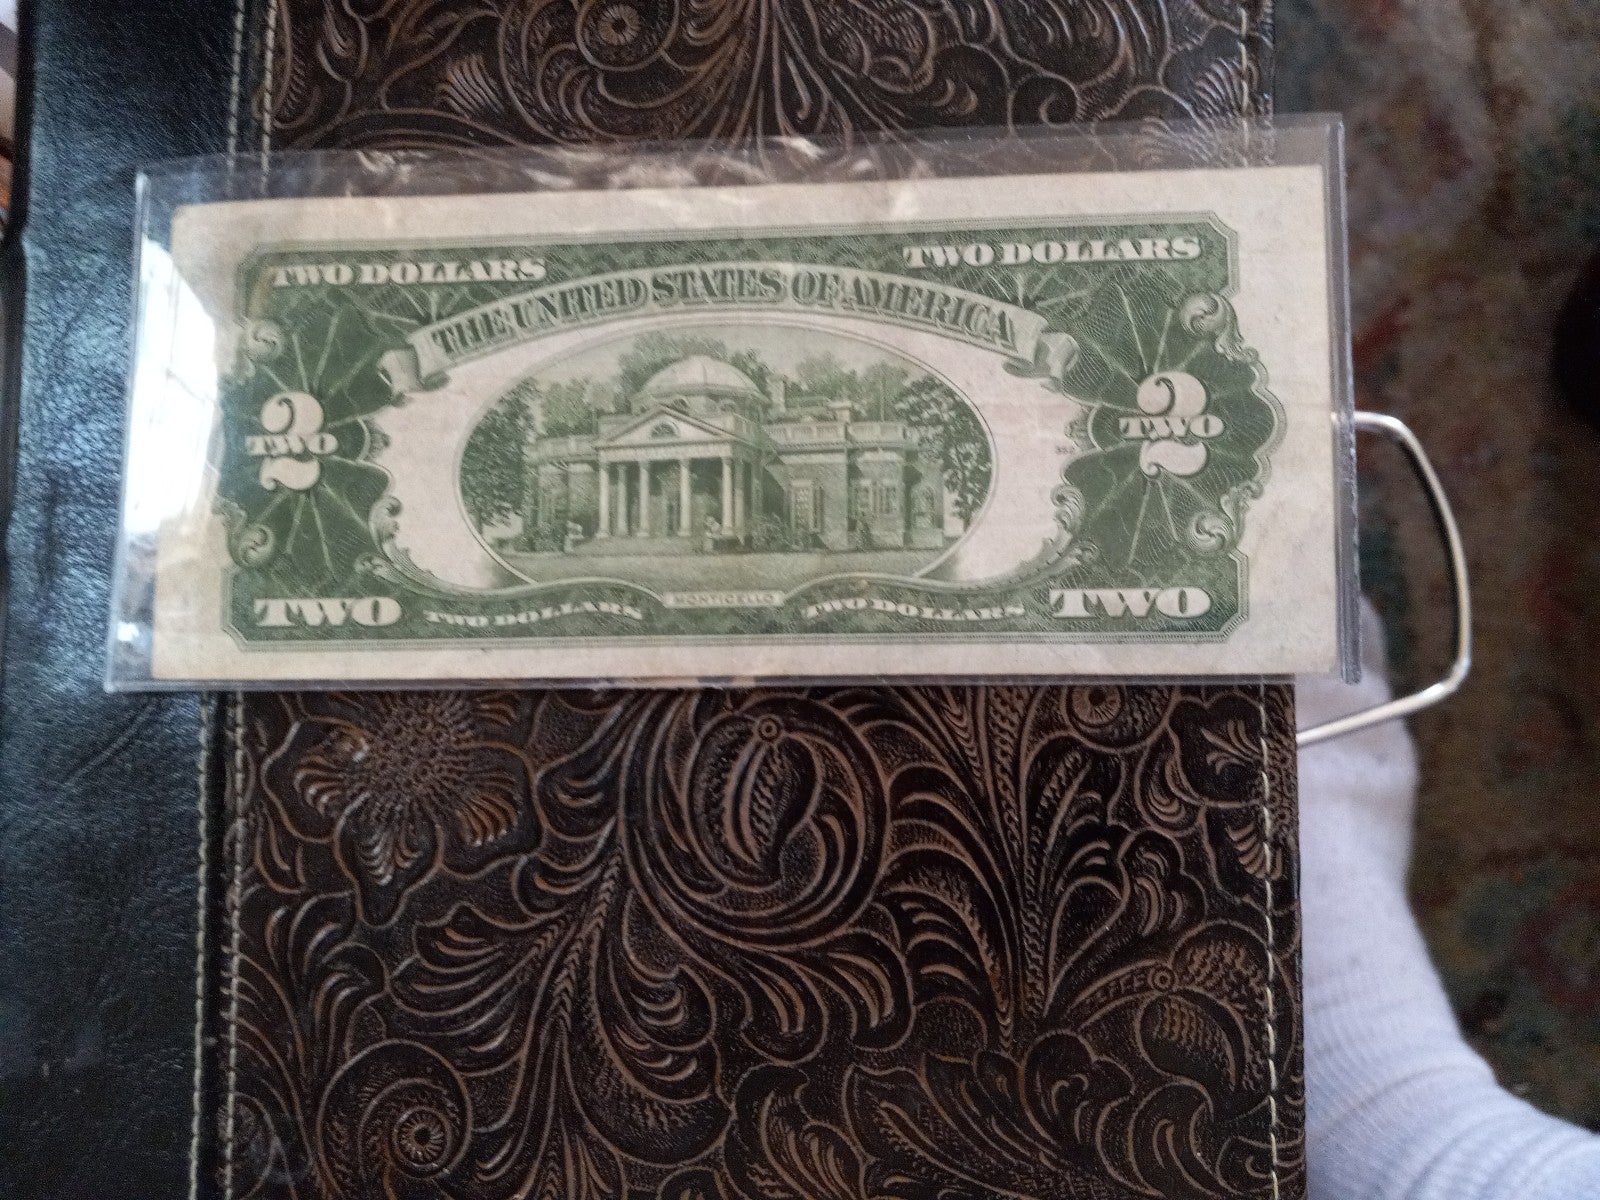 TWO DOLLARS TWO DOLLARS
THE UNITED STATES OF AMERICA
2 TWO 2 TWO
MONTICELLO
TWO TWO DOLLARS TWO DOLLARS TWO